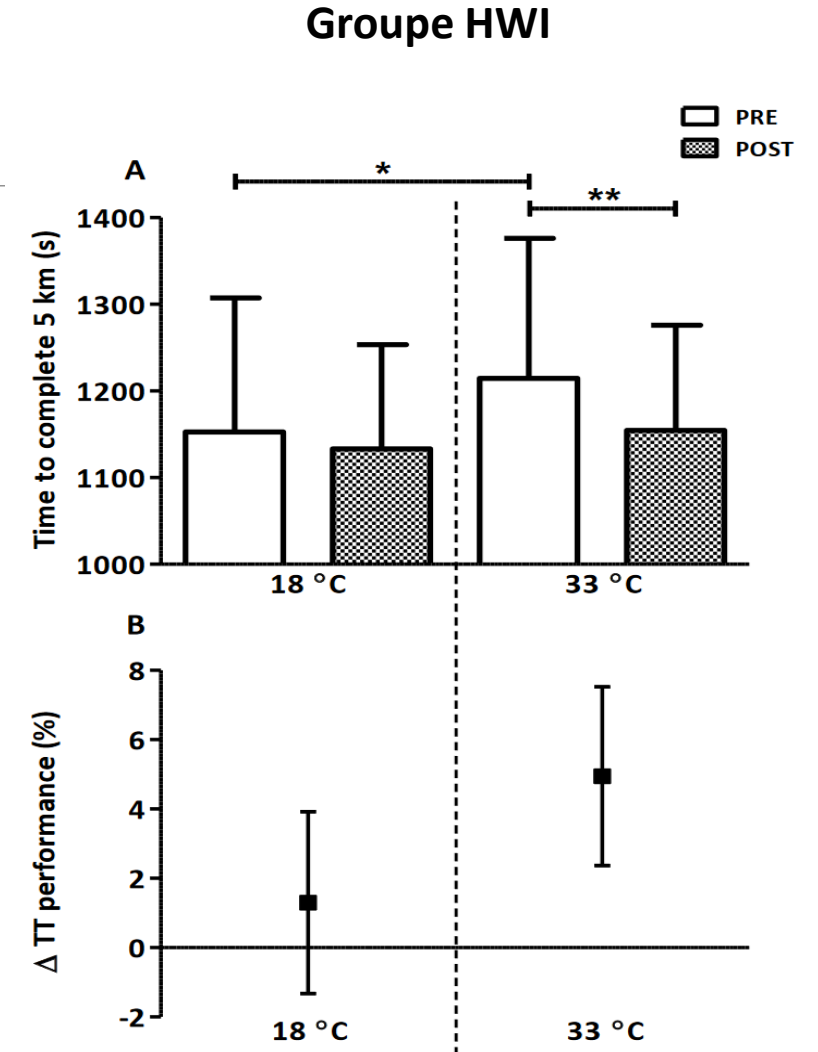 Groupe HWI
PRE
POST
A
*
**
Time to complete 5 km (s)
1400
1300
1200
1100
1000
18 °C
33 °C
B
Δ TT performance (%)
8
6
4
2
0
-2
18 °C
33 °C